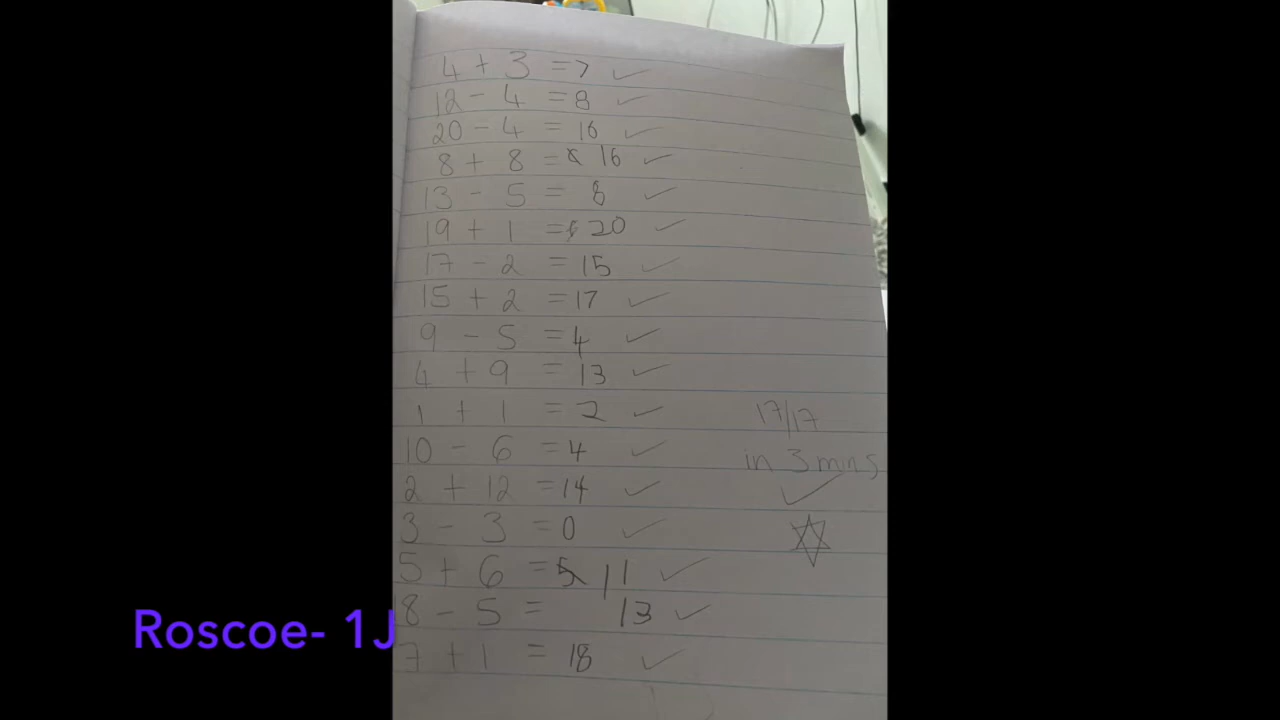 4 + 3 = 7 ✓
12 - 4 = 8 ✓
20 - 4 = 16 ✓
8 + 8 = 16 ✓
13 - 5 = 8 ✓
19 + 1 = 20 ✓
17 - 2 = 15 ✓
15 + 2 = 17 ✓
9 - 5 = 4 ✓
4 + 9 = 13 ✓
1 + 1 = 2 ✓
17/17
10 - 6 = 4 ✓
in 3 mins
2 + 12 = 14 ✓
✓
3 - 3 = 0 ✓
5 + 6 = 5 11 ✓
8 - 5 = 13 ✓
Roscoe- 1J
7 + 1 = 18 ✓